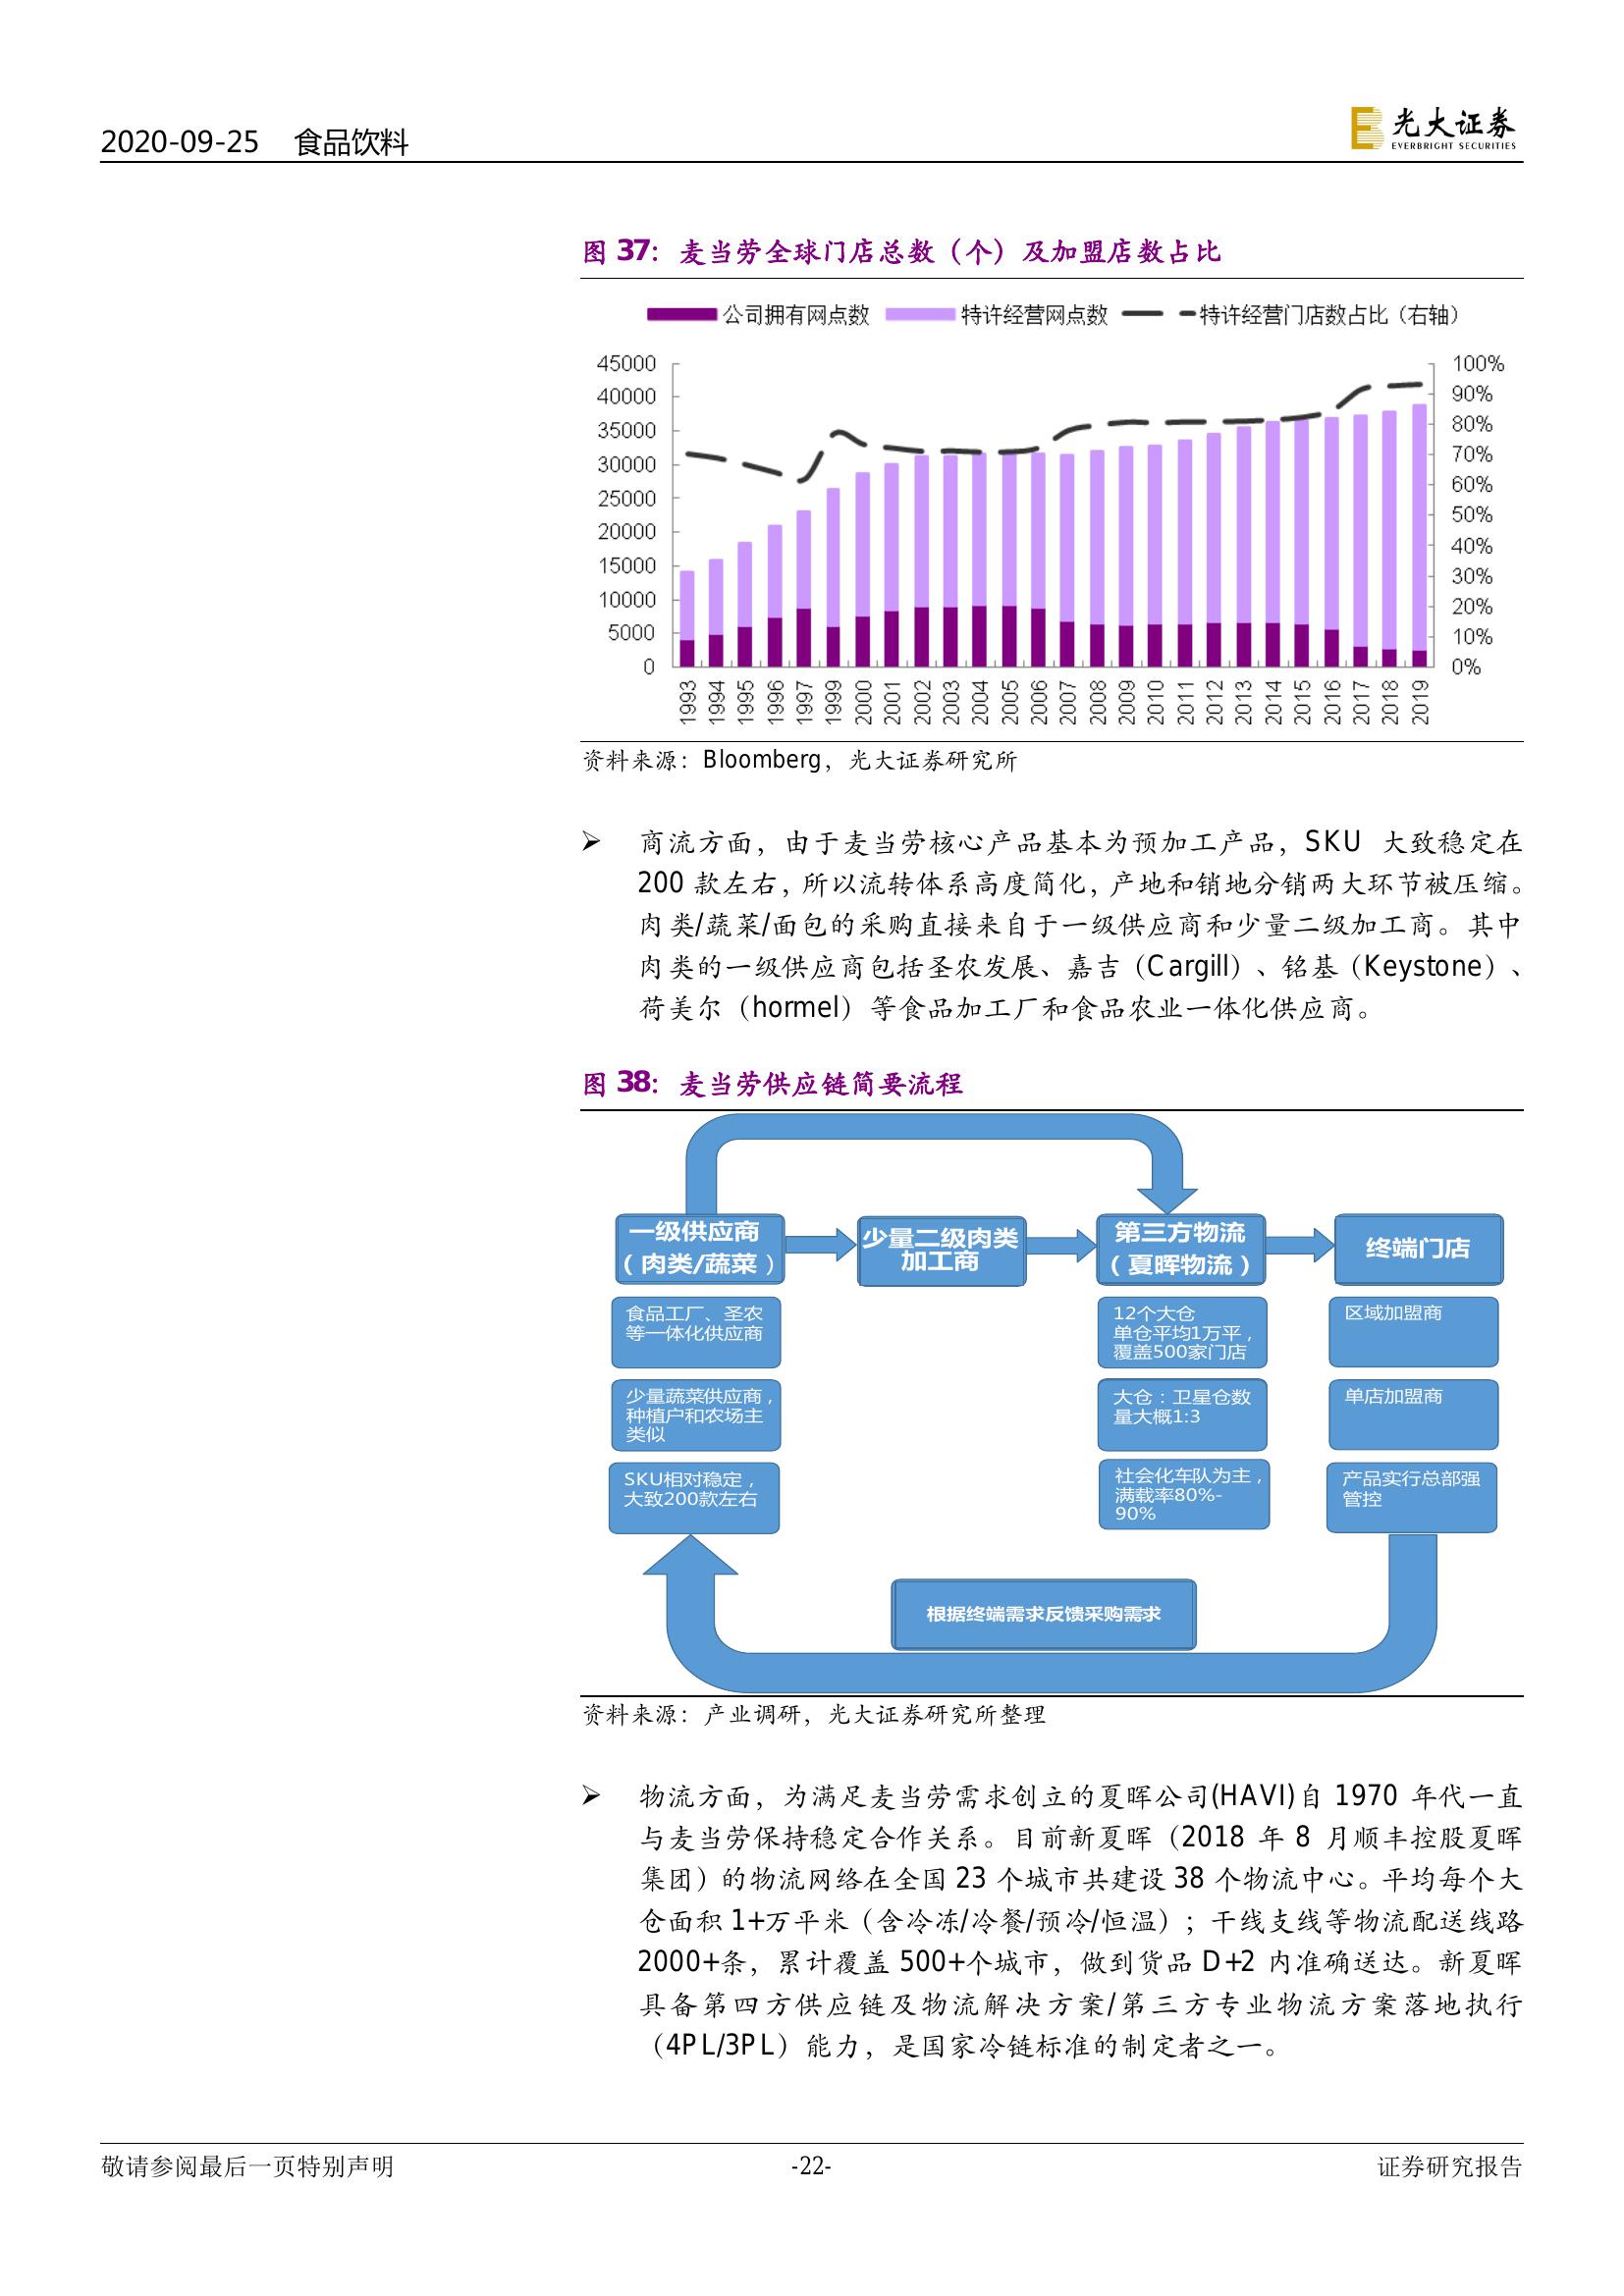 2020-09-25 食品饮料
光大证券
EVERBRIGHT SECURITIES
图 37：麦当劳全球门店总数（个）及加盟店数占比
公司拥有网点数 特许经营网点数 特许经营门店数占比（右轴）
45000 100%
40000 90%
35000 80%
30000 70%
25000 60%
20000 50%
15000 40%
10000 30%
5000 20%
0 10%
0%
1993 1994 1995 1996 1997 1999 2000 2001 2002 2003 2004 2005 2006 2007 2008 2009 2010 2011 2012 2013 2014 2015 2016 2017 2018 2019
资料来源：Bloomberg，光大证券研究所
➢ 商流方面，由于麦当劳核心产品基本为预加工产品，SKU 大致稳定在
200 款左右，所以流转体系高度简化，产地和销地分销两大环节被压缩。
肉类/蔬菜/面包的采购直接来自于一级供应商和少量二级加工商。其中
肉类的一级供应商包括圣农发展、嘉吉（Cargill）、铭基（Keystone）、
荷美尔（hormel）等食品加工厂和食品农业一体化供应商。
图 38：麦当劳供应链简要流程
一级供应商
（肉类/蔬菜）
少量二级肉类
加工商
第三方物流
（夏晖物流）
终端门店
食品工厂、圣农
等一体化供应商
12个大仓
单仓平均1万平，
覆盖500家门店
区域加盟商
少量蔬菜供应商，
种植户和农场主
类似
大仓：卫星仓数
量大概1:3
单店加盟商
SKU相对稳定，
大致200款左右
社会化车队为主，
满载率80%-
90%
产品实行总部强
管控
根据终端需求反馈采购需求
资料来源：产业调研，光大证券研究所整理
➢ 物流方面，为满足麦当劳需求创立的夏晖公司(HAVI)自 1970 年代一直
与麦当劳保持稳定合作关系。目前新夏晖（2018 年 8 月顺丰控股夏晖
集团）的物流网络在全国 23 个城市共建设 38 个物流中心。平均每个大
仓面积 1+万平米（含冷冻/冷餐/预冷/恒温）；干线支线等物流配送线路
2000+条，累计覆盖 500+个城市，做到货品 D+2 内准确送达。新夏晖
具备第四方供应链及物流解决方案/第三方专业物流方案落地执行
（4PL/3PL）能力，是国家冷链标准的制定者之一。
敬请参阅最后一页特别声明 -22- 证券研究报告